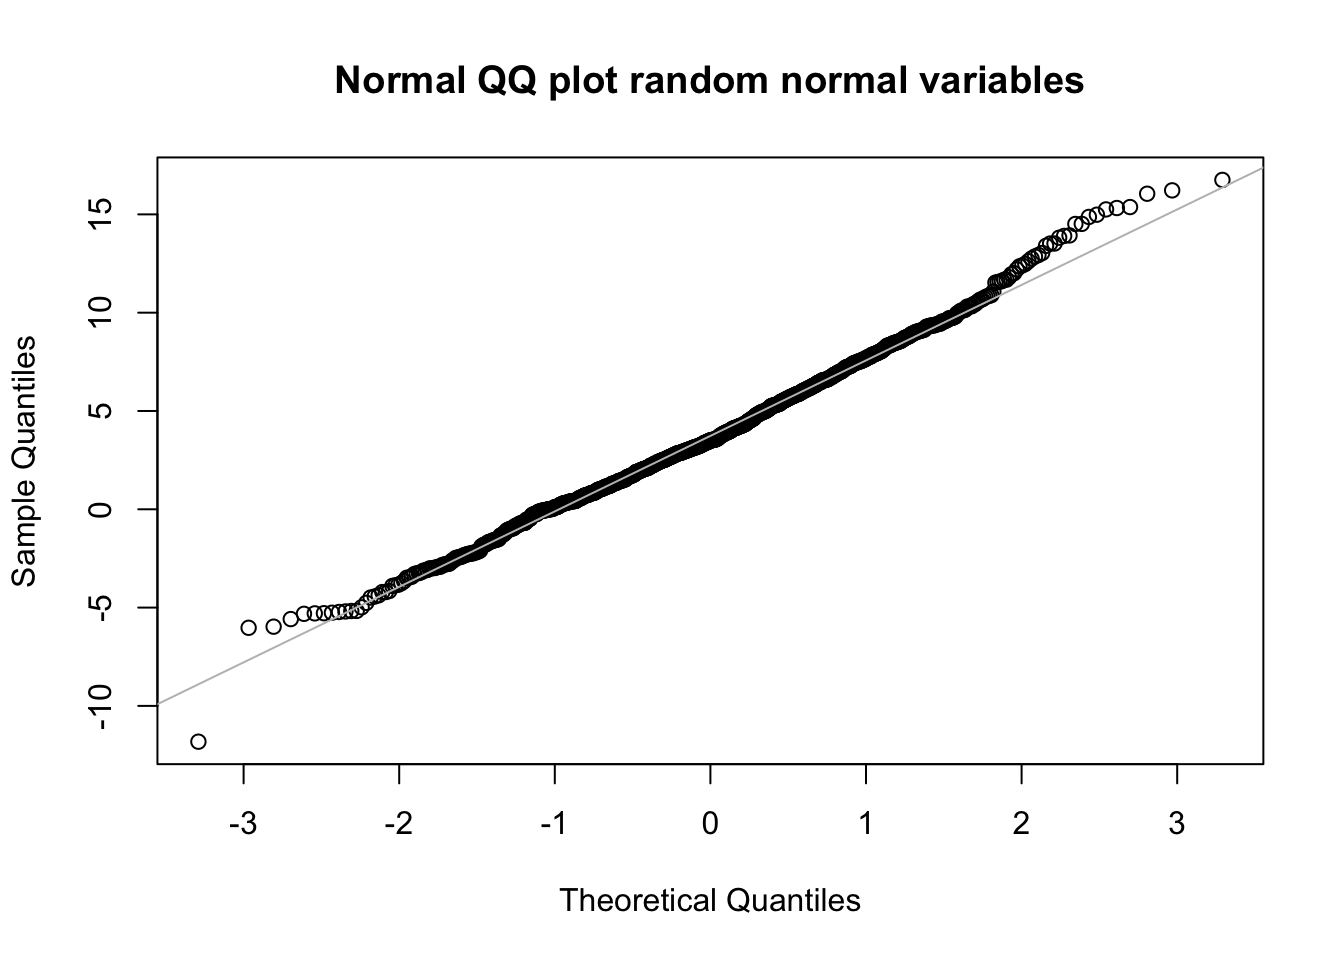 Normal QQ plot random normal variables
Sample Quantiles
15
10
5
0
-5
-10
-3 -2 -1 0 1 2 3
Theoretical Quantiles